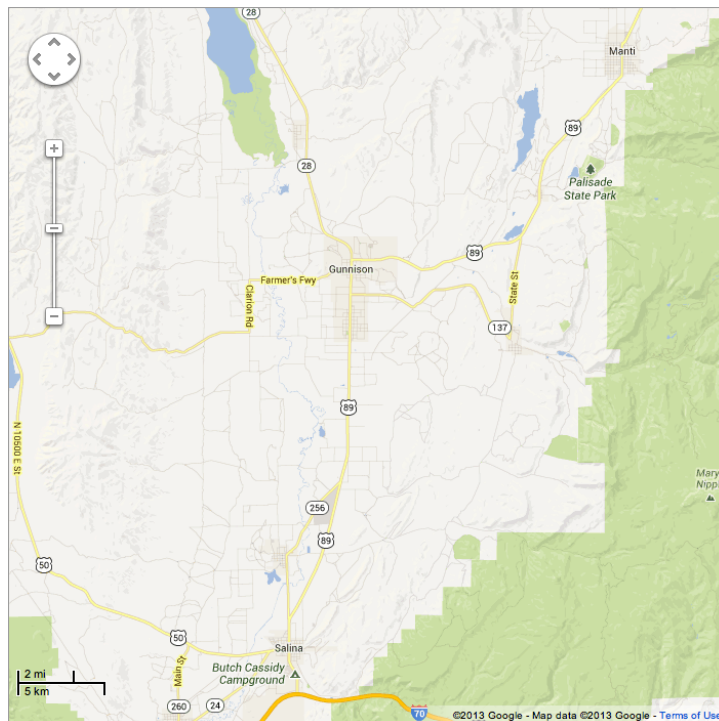 28
Manti
89
28
Palisade
State Park
89
Gunnison
Farmer's Fwy
Clarion Rd
State St
137
89
N 10500 E St
Mary
Nipp
256
89
50
50
Salina
Main St
Butch Cassidy
Campground
2 mi
5 km
260
24
70
©2013 Google - Map data ©2013 Google - Terms of Use